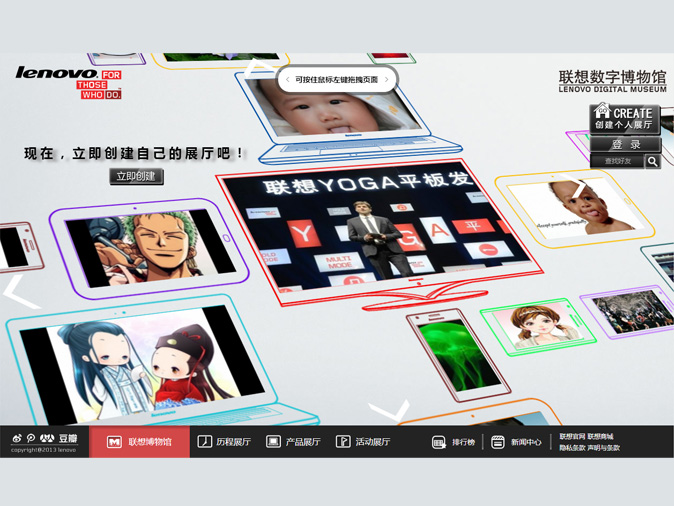 lenovo FOR
THOSE
WHO DO.
可按住鼠标左键拖拽页面
联想数字博物馆
LENOVO DIGITAL MUSEUM
CREATE
创建个人展厅
登 录
查找好友
现在，立即创建自己的展厅吧！
立即创建
联想YOGA平板发
Y G A 平
MULTI
MODE
豆瓣
copyright@2013 lenovo
联想博物馆
历程展厅
产品展厅
活动展厅
排行榜
新闻中心
联想官网 联想商城
隐私条款 声明与条款